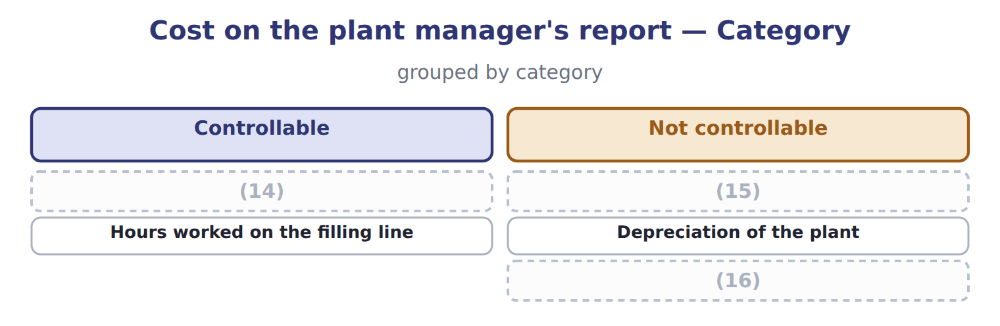 Cost on the plant manager's report — Category
grouped by category
Controllable
Not controllable
(14)
(15)
Hours worked on the filling line
Depreciation of the plant
(16)